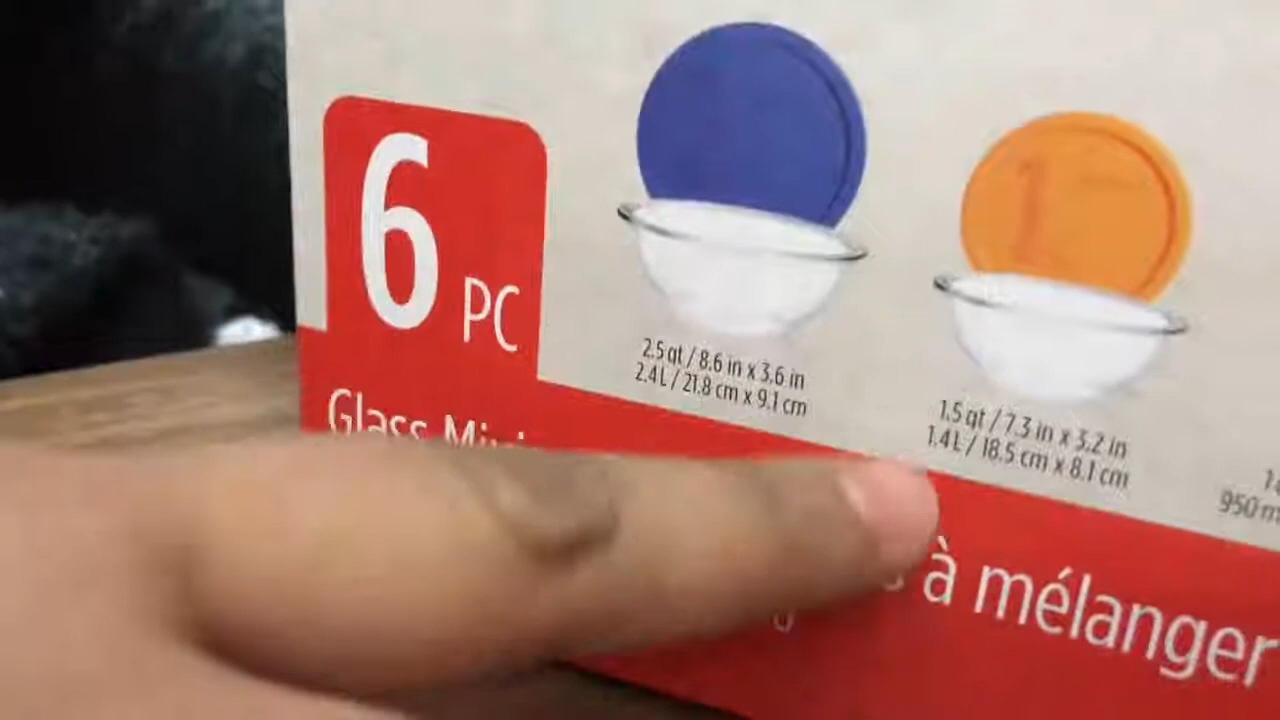 6 PC
2.5 qt / 8.6 in x 3.6 in
2.4 L / 21.8 cm x 9.1 cm
1.5 qt / 7.3 in x 3.2 in
1.4 L / 18.5 cm x 8.1 cm
Glass
à mélanger